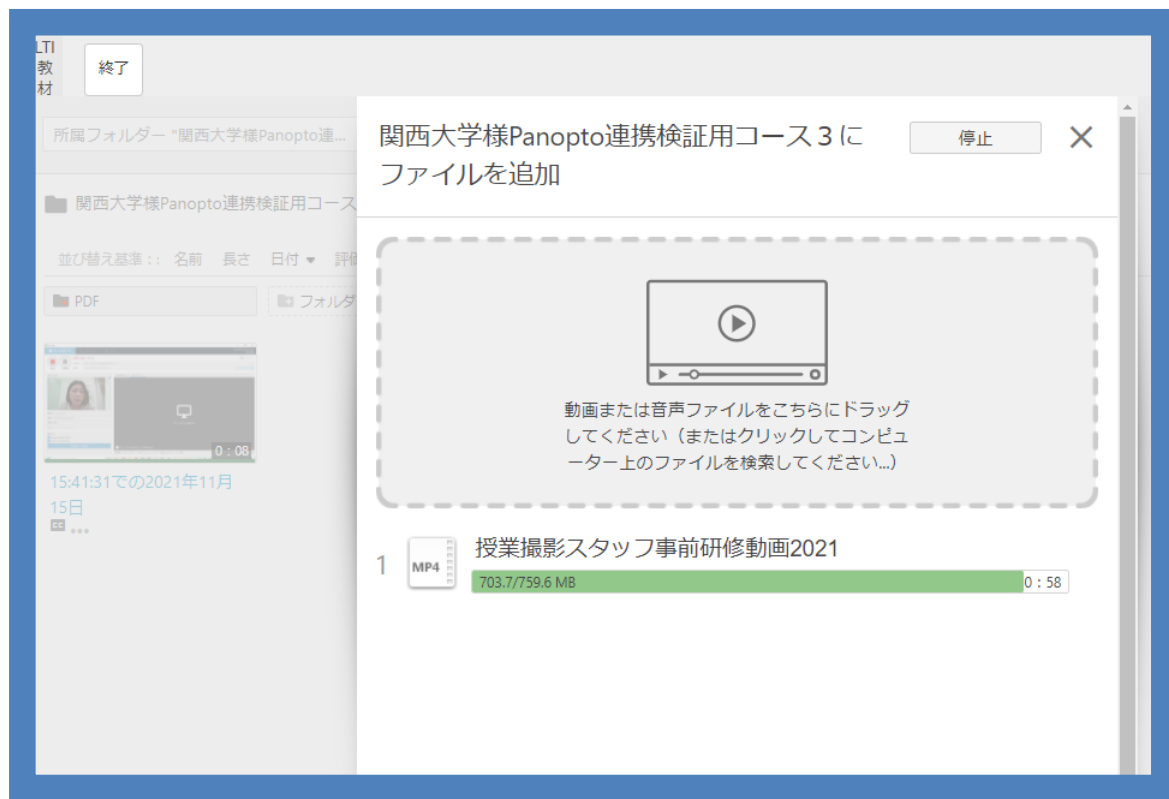 LTI
教
材
終了
所属フォルダー "関西大学様Panopto連...
関西大学様Panopto連携検証用コース
並び替え基準:: 名前 長さ 日付 ▼ 評価
PDF
フォルダ
0:08
15:41:31での2021年11月
15日
cc ...
関西大学様Panopto連携検証用コース3に
ファイルを追加
停止
動画または音声ファイルをこちらにドラッグ
してください（またはクリックしてコンピュ
ーター上のファイルを検索してください...）
1
MP4
授業撮影スタッフ事前研修動画2021
703.7/759.6 MB
0:58